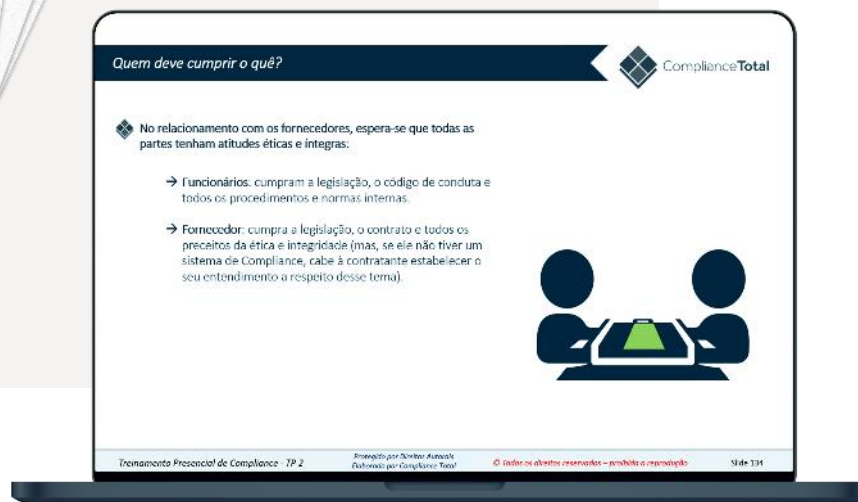 Quem deve cumprir o quê?
ComplianceTotal
No relacionamento com os fornecedores, espera-se que todas as
partes tenham atitudes éticas e íntegras:
→ Funcionários: cumpram a legislação, o código de conduta e
todos os procedimentos e normas internas.
→ Fornecedor: cumpra a legislação, o contrato e todos os
preceitos da ética e integridade (mas, se ele não tiver um
sistema de Compliance, cabe à contratante estabelecer o
seu entendimento a respeito desse tema).
Treinamento Presencial de Compliance - TP 2
Protegido por Direitos Autorais
Elaborado por Compliance Total
© Todos os direitos reservados – proibida a reprodução
Slide 134